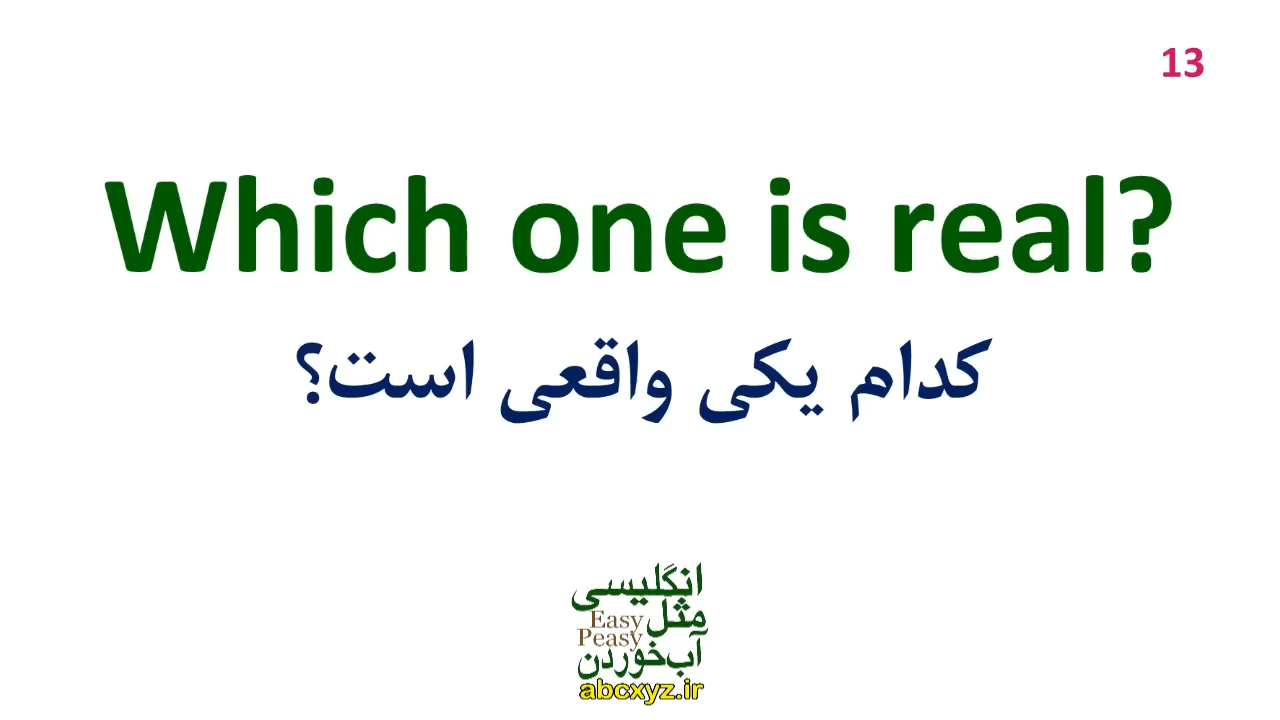 13
Which one is real?
کدام یکی واقعی است؟
انگلیسی
مثل
Easy
Peasy
آب‌خوردن
abcxyz.ir